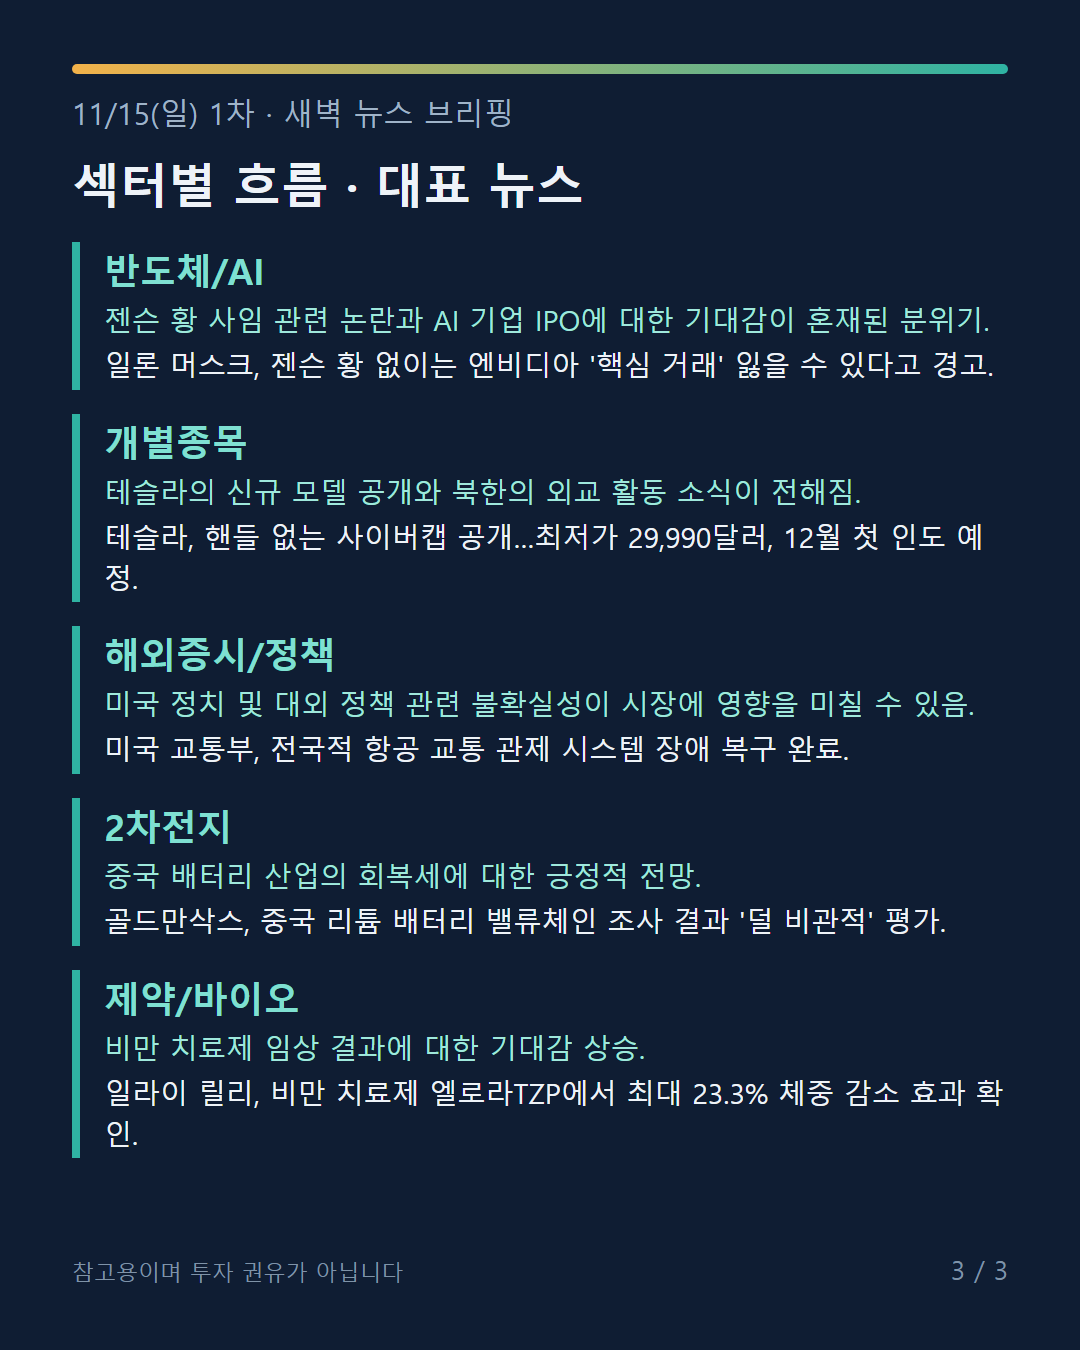 11/15(일) 1차 · 새벽 뉴스 브리핑
섹터별 흐름 · 대표 뉴스
반도체/AI
젠슨 황 사임 관련 논란과 AI 기업 IPO에 대한 기대감이 혼재된 분위기.
일론 머스크, 젠슨 황 없이는 엔비디아 '핵심 거래' 잃을 수 있다고 경고.
개별종목
테슬라의 신규 모델 공개와 북한의 외교 활동 소식이 전해짐.
테슬라, 핸들 없는 사이버캡 공개...최저가 29,990달러, 12월 첫 인도 예
정.
해외증시/정책
미국 정치 및 대외 정책 관련 불확실성이 시장에 영향을 미칠 수 있음.
미국 교통부, 전국적 항공 교통 관제 시스템 장애 복구 완료.
2차전지
중국 배터리 산업의 회복세에 대한 긍정적 전망.
골드만삭스, 중국 리튬 배터리 밸류체인 조사 결과 '덜 비관적' 평가.
제약/바이오
비만 치료제 임상 결과에 대한 기대감 상승.
일라이 릴리, 비만 치료제 엘로라TZP에서 최대 23.3% 체중 감소 효과 확
인.
참고용이며 투자 권유가 아닙니다
3 / 3